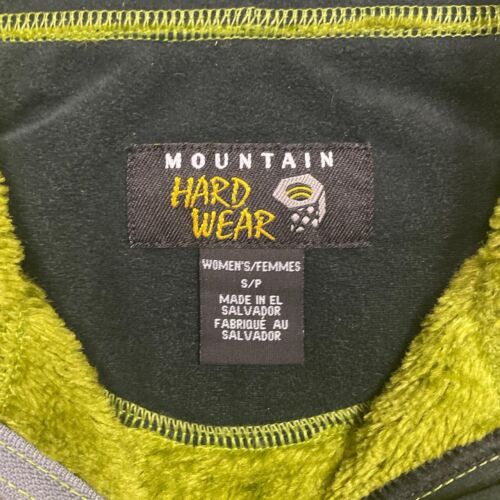 MOUNTAIN
HARD
WEAR
WOMEN'S/FEMMES
S/P
MADE IN EL
SALVADOR
FABRIQUÉ AU
SALVADOR